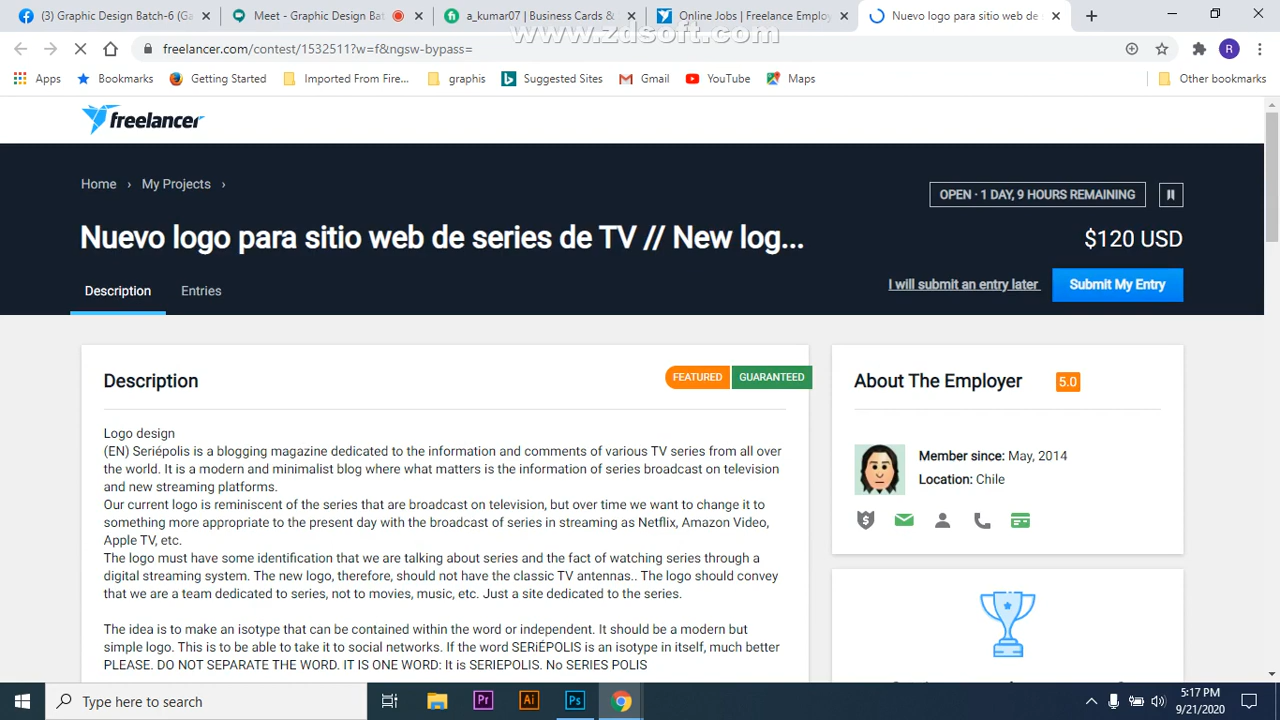 (3) Graphic Design Batch-6 (Ga
Meet - Graphic Design Bat
a_kumar07 | Business Cards &
Online Jobs | Freelance Employ
Nuevo logo para sitio web de s
www.zdsoft.com
freelancer.com/contest/1532511?w=f&ngsw-bypass=
R
Apps
Bookmarks
Getting Started
Imported From Fire...
graphis
Suggested Sites
Gmail
YouTube
Maps
Other bookmarks
freelancer
Home › My Projects ›
OPEN · 1 DAY, 9 HOURS REMAINING
Nuevo logo para sitio web de series de TV // New log...
$120 USD
Description
Entries
I will submit an entry later
Submit My Entry
Description
FEATURED
GUARANTEED
Logo design
(EN) Seriépolis is a blogging magazine dedicated to the information and comments of various TV series from all over
the world. It is a modern and minimalist blog where what matters is the information of series broadcast on television
and new streaming platforms.
Our current logo is reminiscent of the series that are broadcast on television, but over time we want to change it to
something more appropriate to the present day with the broadcast of series in streaming as Netflix, Amazon Video,
Apple TV, etc.
The logo must have some identification that we are talking about series and the fact of watching series through a
digital streaming system. The new logo, therefore, should not have the classic TV antennas.. The logo should convey
that we are a team dedicated to series, not to movies, music, etc. Just a site dedicated to the series.
The idea is to make an isotype that can be contained within the word or independent. It should be a modern but
simple logo. This is to be able to take it to social networks. If the word SERiÉPOLIS is an isotype in itself, much better
PLEASE. DO NOT SEPARATE THE WORD. IT IS ONE WORD: It is SERIEPOLIS. No SERIES POLIS
About The Employer
5.0
Member since: May, 2014
Location: Chile
Type here to search
Pr
Ai
Ps
5:17 PM
9/21/2020